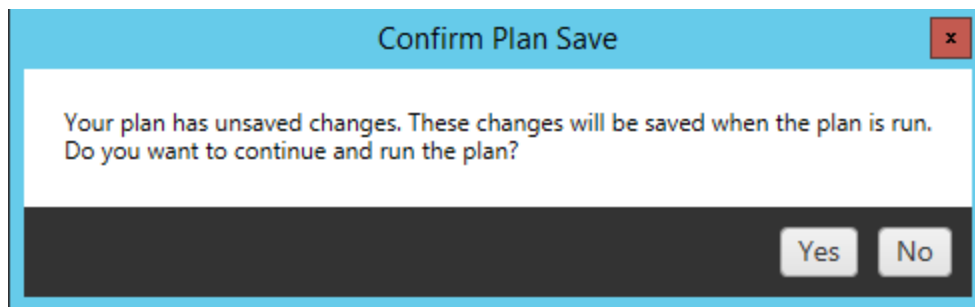 Confirm Plan Save
x
Your plan has unsaved changes. These changes will be saved when the plan is run.
Do you want to continue and run the plan?
Yes No